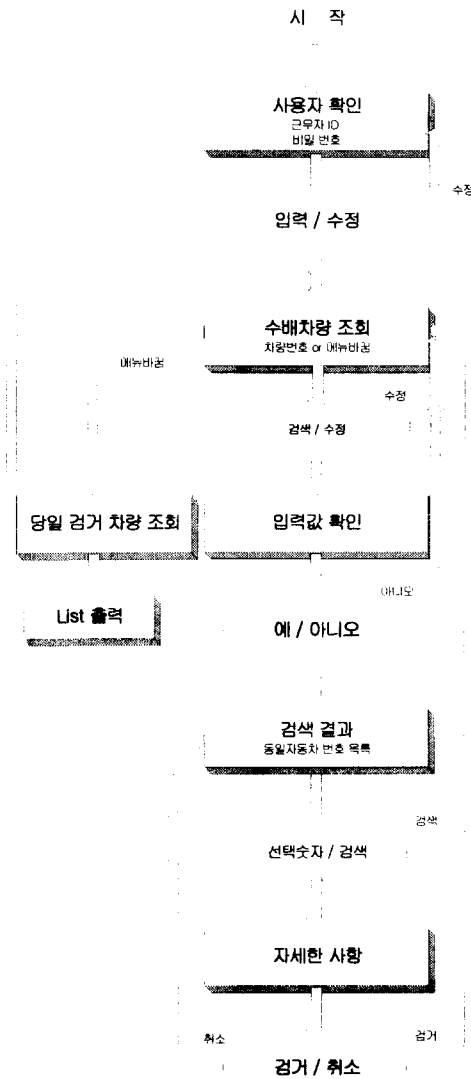 시 작
사용자 확인
근무자 ID
비밀 번호
수정
입력 / 수정
수배차량 조회
차량번호 or 메뉴바꿈
메뉴바꿈
수정
검색 / 수정
당일 검거 차량 조회
입력값 확인
아니오
List 출력
예 / 아니오
검색 결과
동일자동차 번호 목록
검색
선택숫자 / 검색
자세한 사항
취소
검거
검거 / 취소